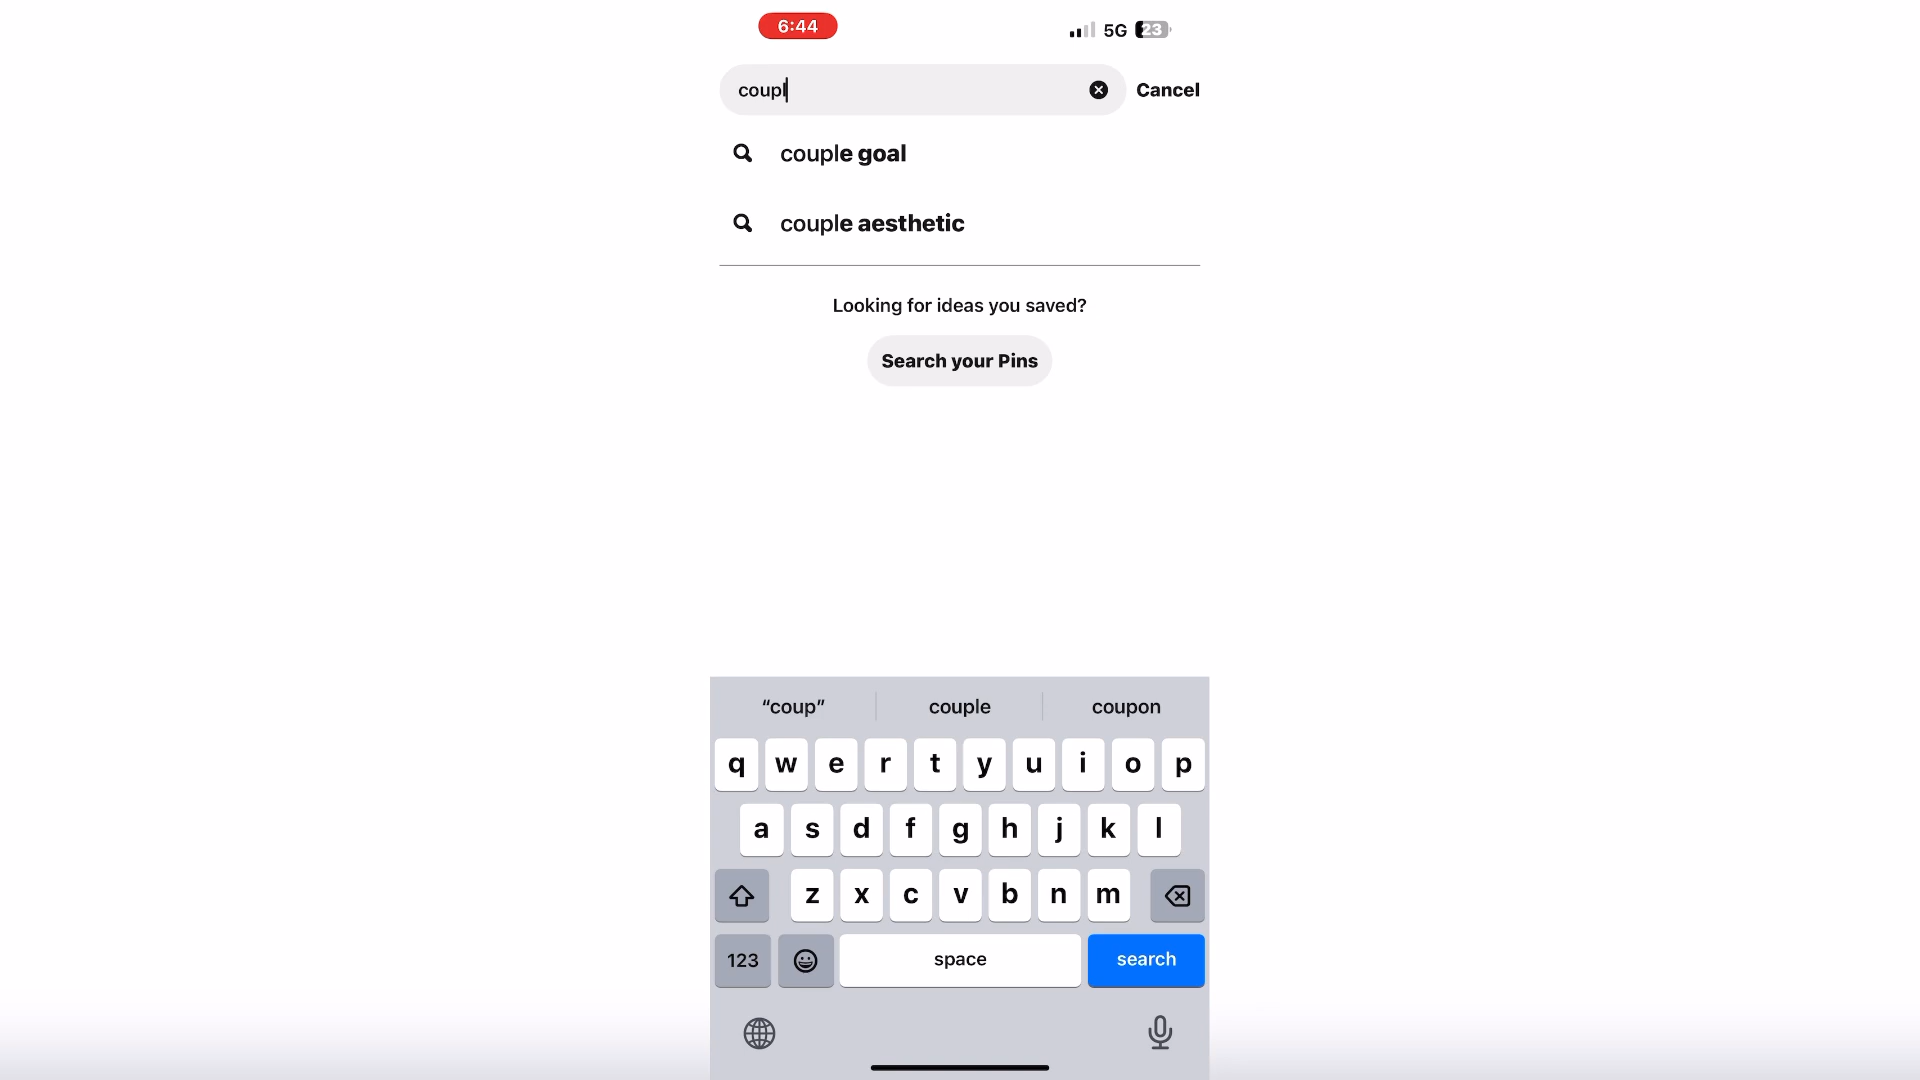 6:44
5G 23
coupl
Cancel
couple goal
couple aesthetic
Looking for ideas you saved?
Search your Pins
“coup” couple coupon
q w e r t y u i o p
a s d f g h j k l
z x c v b n m
123 space search